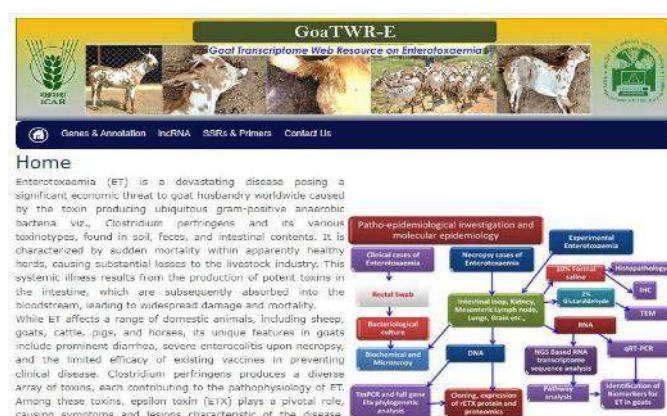 GoaTWR-E
Goat Transcriptome Web Resource on Enterotoxaemia
ICAR
Genes & Annotation lncRNA SSRs & Primers Contact Us
Home
Enterotoxaemia (ET) is a devastating disease posing a
significant economic threat to goat husbandry worldwide caused
by the toxin producing ubiquitous gram-positive anaerobic
bacteria viz., Clostridium perfringens and its various
toxinotypes, found in soil, feces, and intestinal contents. It is
characterized by sudden mortality within apparently healthy
herds, causing substantial losses to the livestock industry. This
systemic illness results from the production of potent toxins in
the intestine, which are subsequently absorbed into the
bloodstream, leading to widespread damage and mortality.
While ET affects a range of domestic animals, including sheep,
goats, cattle, pigs, and horses, its unique features in goats
include prominent diarrhea, severe enterocolitis upon necropsy,
and the limited efficacy of existing vaccines in preventing
clinical disease. Clostridium perfringens produces a diverse
array of toxins, each contributing to the pathophysiology of ET.
Among these toxins, epsilon toxin (ETX) plays a pivotal role,
causing symptoms and lesions characteristic of the disease.
Patho-epidemiological investigation and
molecular epidemiology
Experimental
Enterotoxaemia
Clinical cases of
Enterotoxaemia
Necropsy cases of
Enterotoxaemia
10% Formal
saline
Histopathology
IHC
Rectal Swab
Intestinal loop, Kidney,
Mesenteric Lymph node,
Lungs, Brain etc.,
2%
Glutaraldehyde
TEM
Bacteriological
culture
RNA
Biochemical and
Microscopy
DNA
NGS Based RNA
transcriptome
sequence analysis
qRT-PCR
ToxPCR and full gene
Etx phylogenetic
analysis
Cloning, expression
of rETX protein and
proteomics
Pathway
analysis
Identification of
Biomarkers for
ET in goats